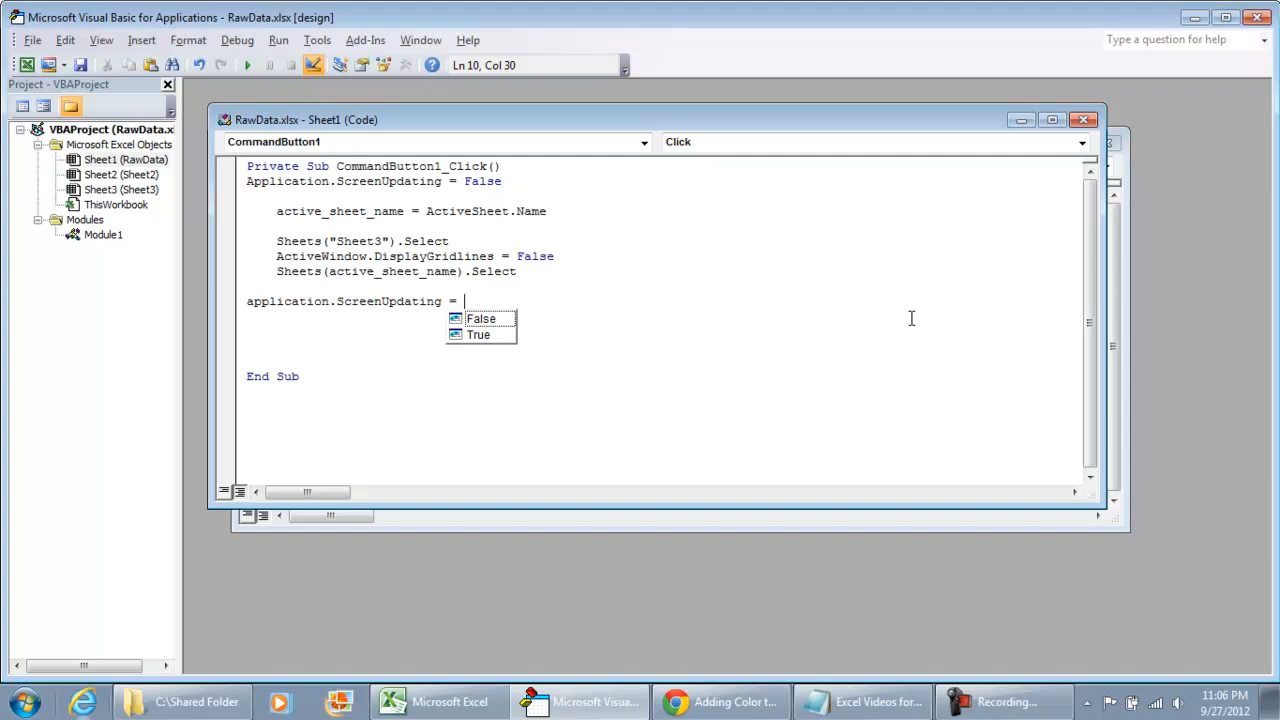 Microsoft Visual Basic for Applications - RawData.xlsx [design]
File Edit View Insert Format Debug Run Tools Add-Ins Window Help
Type a question for help
Ln 10, Col 30
Project - VBAProject
VBAProject (RawData.x
Microsoft Excel Objects
Sheet1 (RawData)
Sheet2 (Sheet2)
Sheet3 (Sheet3)
ThisWorkbook
Modules
Module1
RawData.xlsx - Sheet1 (Code)
CommandButton1
Click
Private Sub CommandButton1_Click()
Application.ScreenUpdating = False
active_sheet_name = ActiveSheet.Name
Sheets("Sheet3").Select
ActiveWindow.DisplayGridlines = False
Sheets(active_sheet_name).Select
application.ScreenUpdating =
False
True
End Sub
C:\Shared Folder
Microsoft Excel
Microsoft Visua...
Adding Color t...
Excel Videos for...
Recording...
11:06 PM
9/27/2012